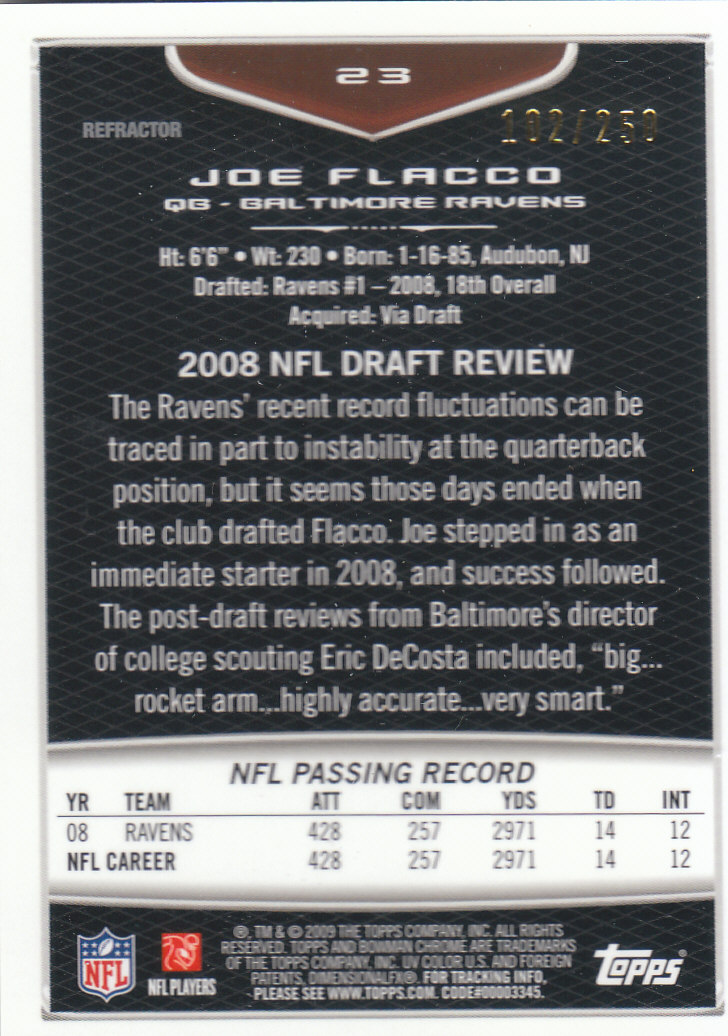 23
REFRACTOR
102/250
JOE FLACCO
QB - BALTIMORE RAVENS
Ht: 6'6" • Wt: 230 • Born: 1-16-85, Audubon, NJ
Drafted: Ravens #1 – 2008, 18th Overall
Acquired: Via Draft
2008 NFL DRAFT REVIEW
The Ravens' recent record fluctuations can be
traced in part to instability at the quarterback
position, but it seems those days ended when
the club drafted Flacco. Joe stepped in as an
immediate starter in 2008, and success followed.
The post-draft reviews from Baltimore's director
of college scouting Eric DeCosta included, "big...
rocket arm...highly accurate...very smart."
NFL PASSING RECORD
YR TEAM ATT COM YDS TD INT
08 RAVENS 428 257 2971 14 12
NFL CAREER 428 257 2971 14 12
NFL
NFL PLAYERS
®, TM & © 2009 THE TOPPS COMPANY, INC. ALL RIGHTS
RESERVED. TOPPS AND BOWMAN CHROME ARE TRADEMARKS
OF THE TOPPS COMPANY, INC. UV COLOR U.S. AND FOREIGN
PATENTS, DIMENSIONALFX®. FOR TRACKING INFO,
PLEASE SEE WWW.TOPPS.COM. CODE#00003345.
topps®